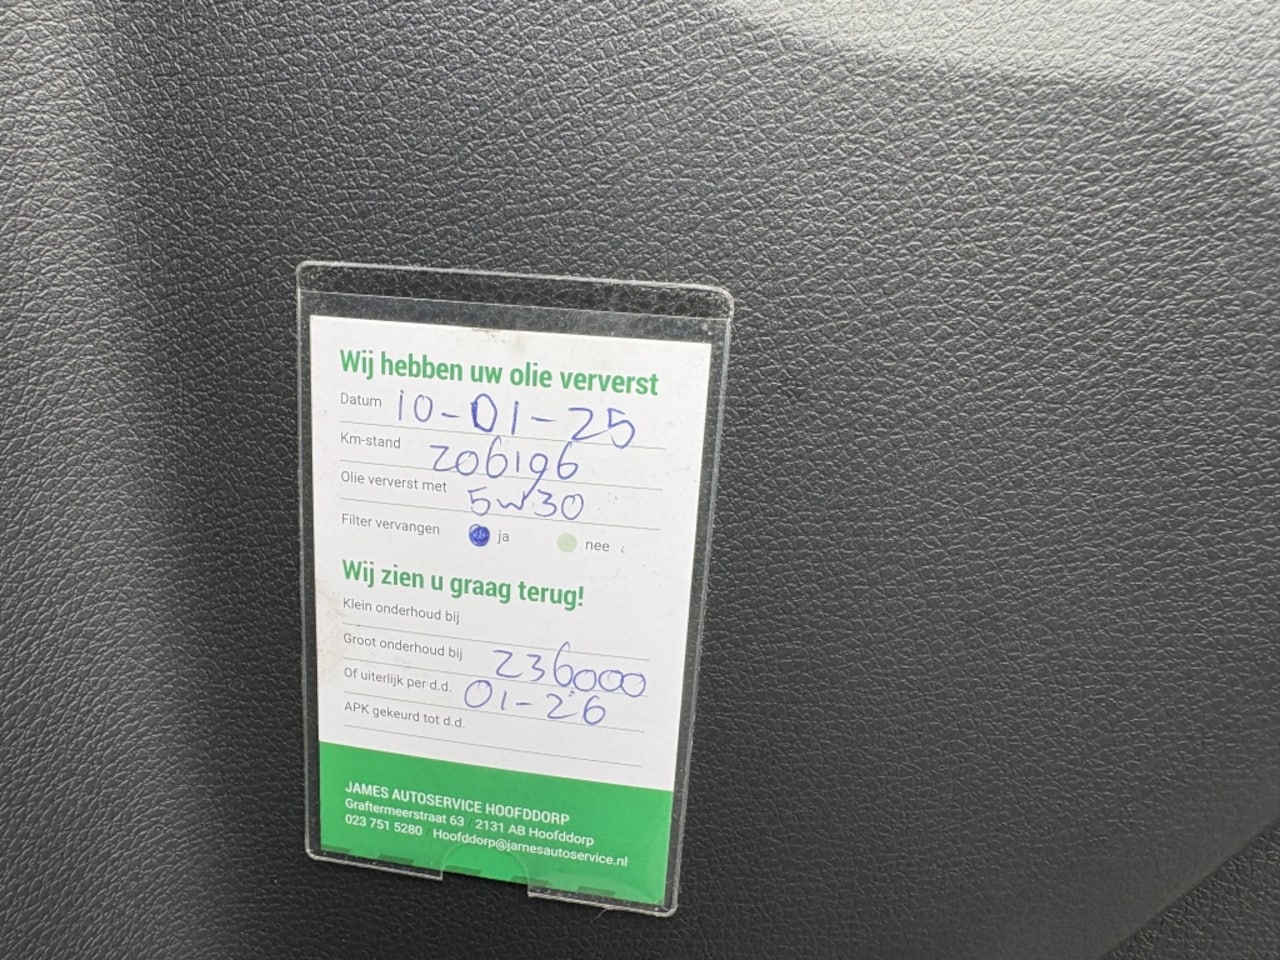 Wij hebben uw olie ververst
Datum 10-01-25
Km-stand 206196
Olie ververst met 5w30
Filter vervangen ja nee
Wij zien u graag terug!
Klein onderhoud bij
Groot onderhoud bij 236000
Of uiterlijk per d.d. 01-26
APK gekeurd tot d.d.
JAMES AUTOSERVICE HOOFDDORP
Graftermeerstraat 63 / 2131 AB Hoofddorp
023 751 5280 / Hoofddorp@jamesautoservice.nl